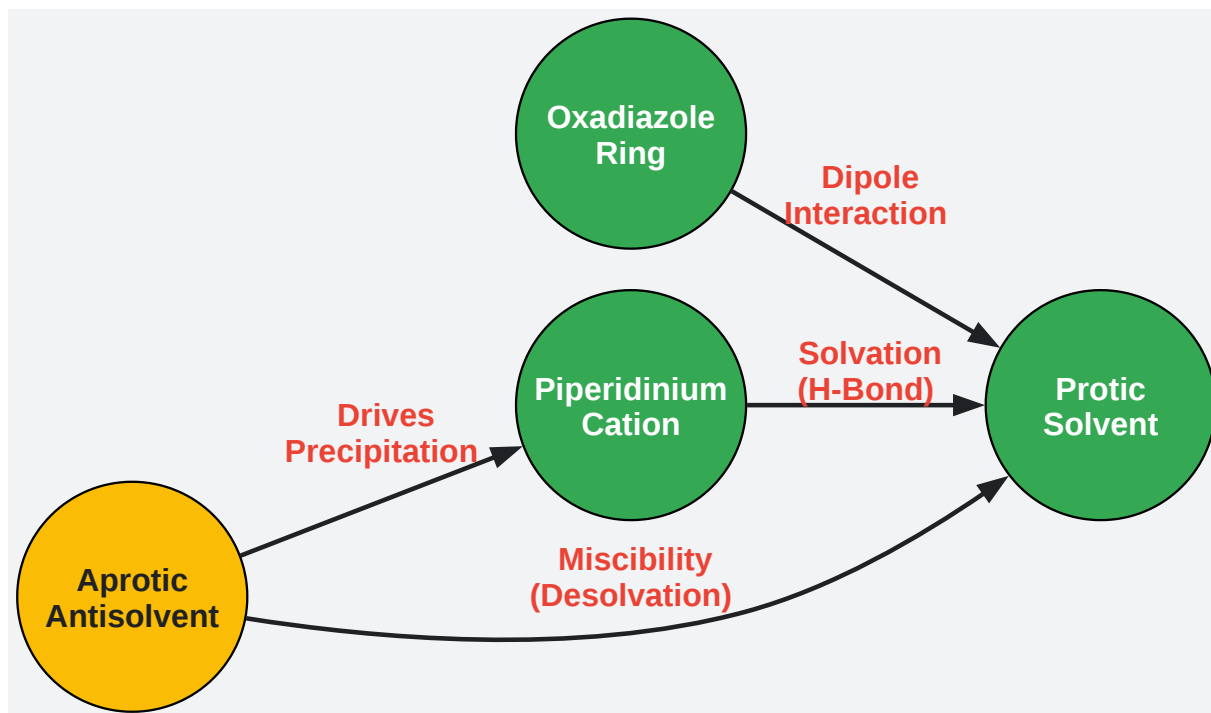 Oxadiazole
Ring
Dipole
Interaction
Solvation
(H-Bond)
Piperidinium
Cation
Protic
Solvent
Drives
Precipitation
Miscibility
(Desolvation)
Aprotic
Antisolvent